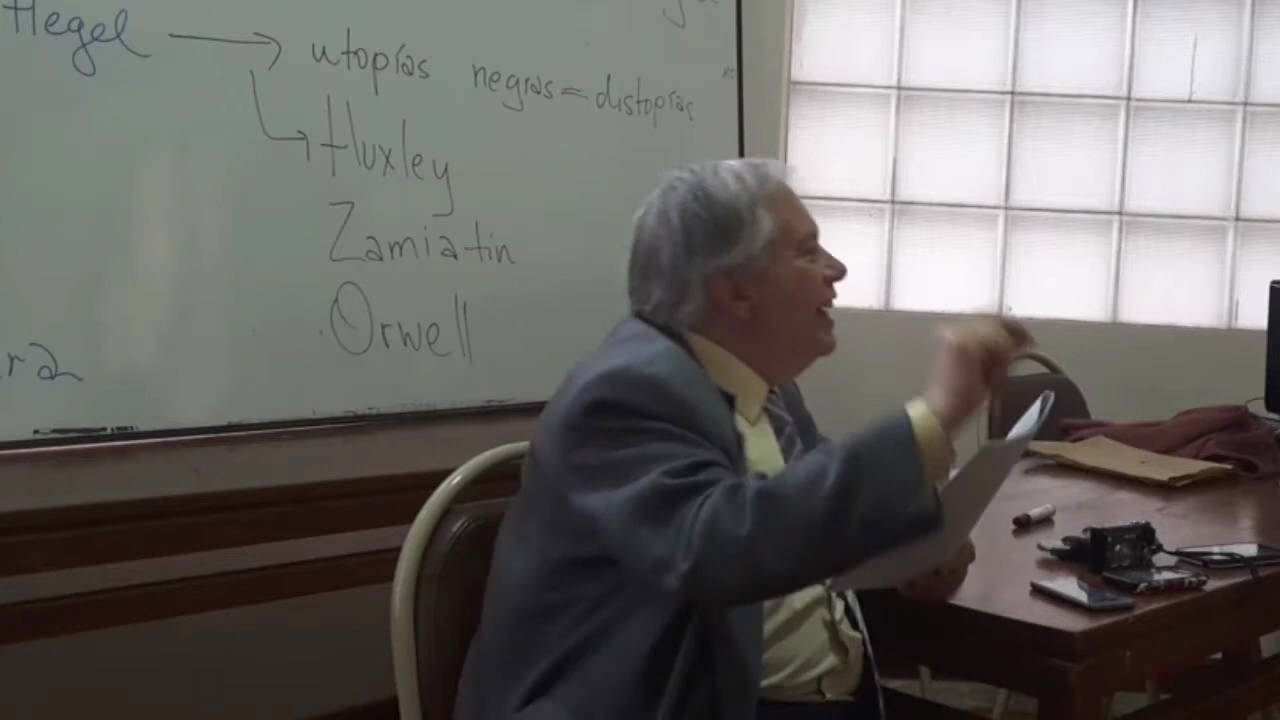 Hegel → utopías negras = distopías
Huxley
Zamiatin
Orwell